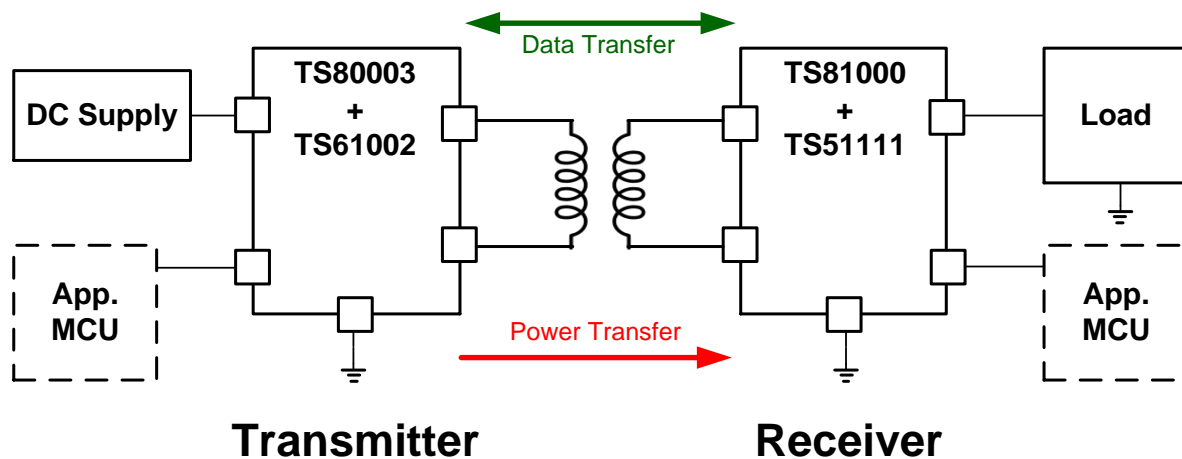 Data Transfer
DC Supply
TS80003
+
TS61002
TS81000
+
TS51111
Load
App.
MCU
App.
MCU
Power Transfer
Transmitter
Receiver